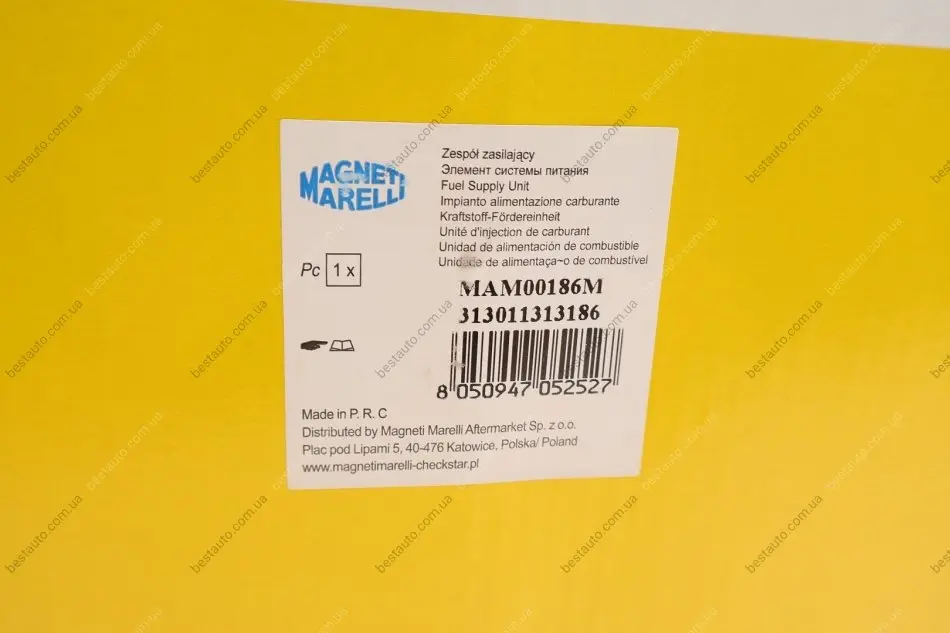 MAGNETI
MARELLI
Zespół zasilający
Элемент системы питания
Fuel Supply Unit
Impianto alimentazione carburante
Kraftstoff-Fördereinheit
Unité d'injection de carburant
Unidad de alimentación de combustible
Unidade de alimentaça~o de combustível
Pc 1 x
MAM00186M
313011313186
8 050947 052527
Made in P. R. C
Distributed by Magneti Marelli Aftermarket Sp. z o.o.
Plac pod Lipami 5, 40-476 Katowice, Polska/ Poland
www.magnetimarelli-checkstar.pl
bestauto.com.ua